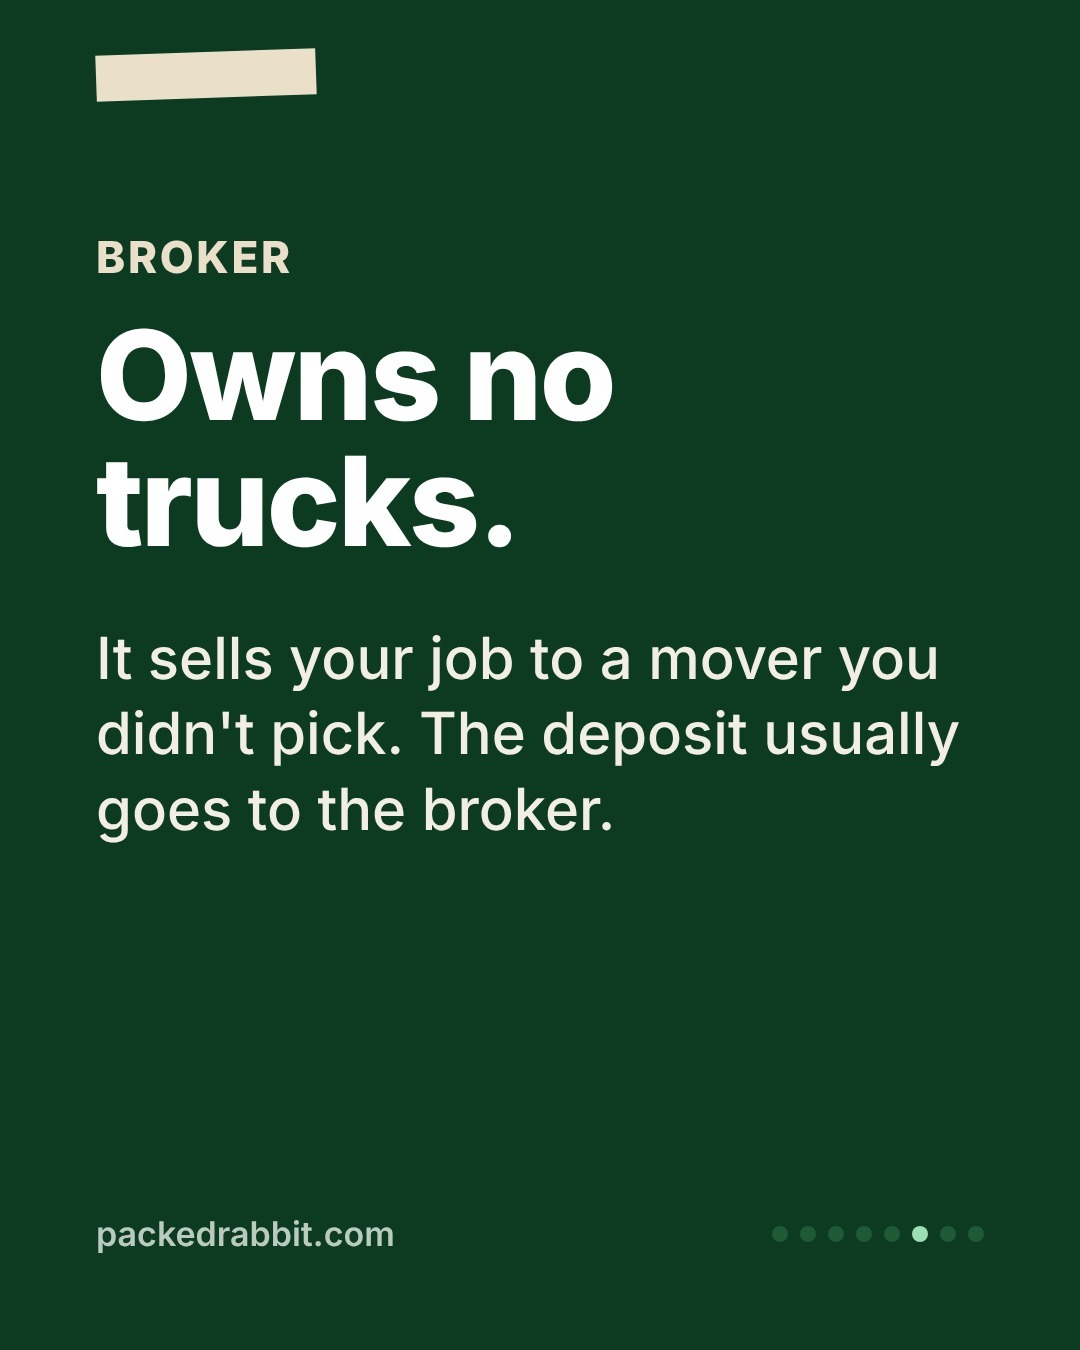 BROKER
Owns no
trucks.
It sells your job to a mover you
didn't pick. The deposit usually
goes to the broker.
packedrabbit.com